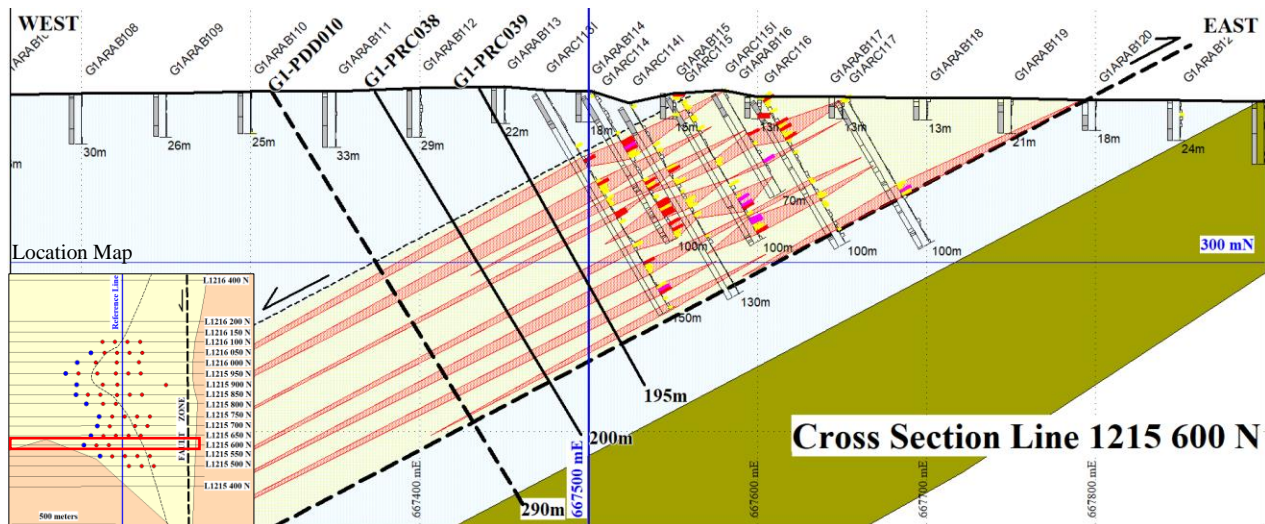 WEST
EAST
G1ARAB108
G1ARAB109
G1ARAB110
G1-PDD010
G1ARAB111
G1-PRC038
G1ARAB112
G1-PRC039
G1ARAB113
G1ARAB114
G1ARC114
G1ARC114I
G1ARAB115
G1ARC115
G1ARC115I
G1ARAB116
G1ARC116
G1ARAB117
G1ARC117
G1ARAB118
G1ARAB119
G1ARAB120
30m
26m
25m
33m
29m
22m
18m
15m
13m
13m
13m
21m
18m
24m
70m
100m
100m
100m
100m
130m
150m
195m
200m
290m
300 mN
667400 mE
667500 mE
667600 mE
667700 mE
667800 mE
Cross Section Line 1215 600 N
Location Map
Reference Line
FAULT ZONE
L1216 400 N
L1216 200 N
L1216 150 N
L1216 100 N
L1216 050 N
L1216 000 N
L1215 950 N
L1215 900 N
L1215 850 N
L1215 800 N
L1215 750 N
L1215 700 N
L1215 650 N
L1215 600 N
L1215 550 N
L1215 500 N
L1215 400 N
500 meters